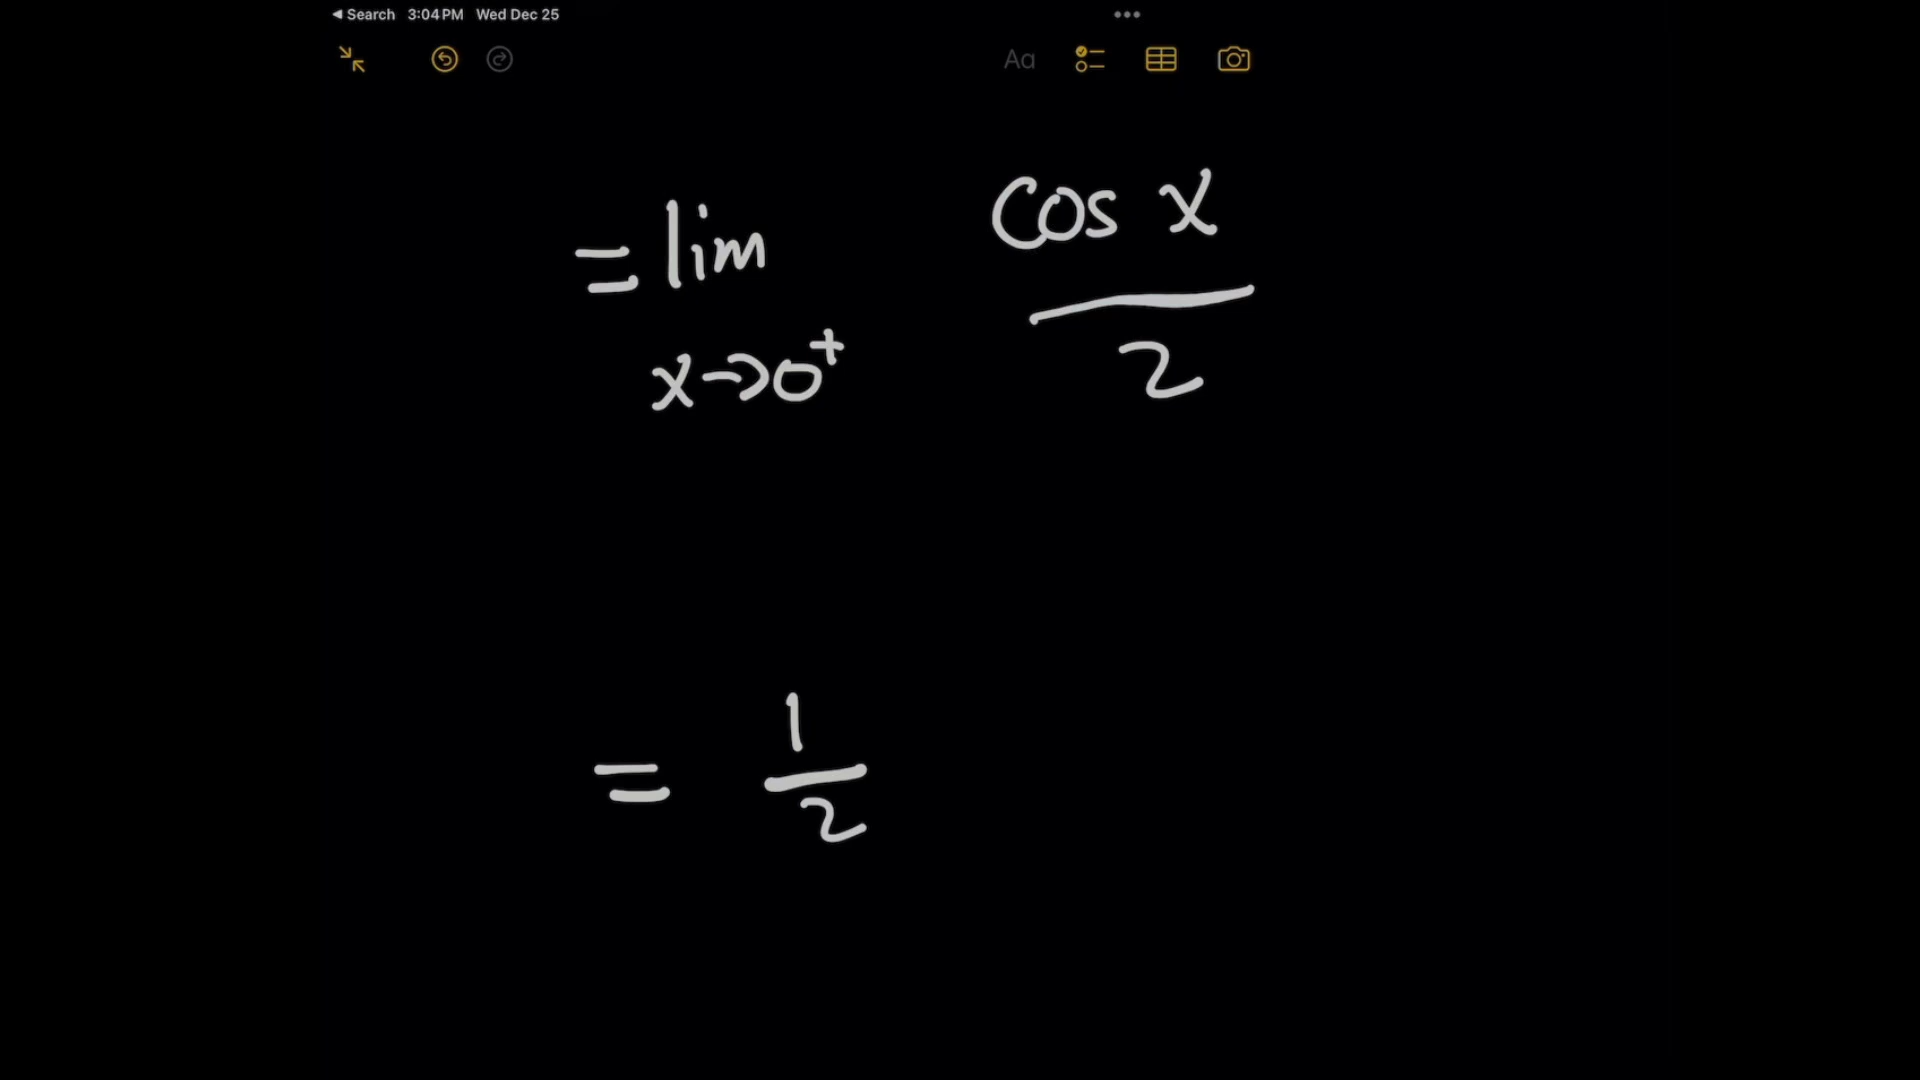 ◀ Search 3:04 PM Wed Dec 25
Aa
= lim cos x / 2
x→0⁺
= 1/2